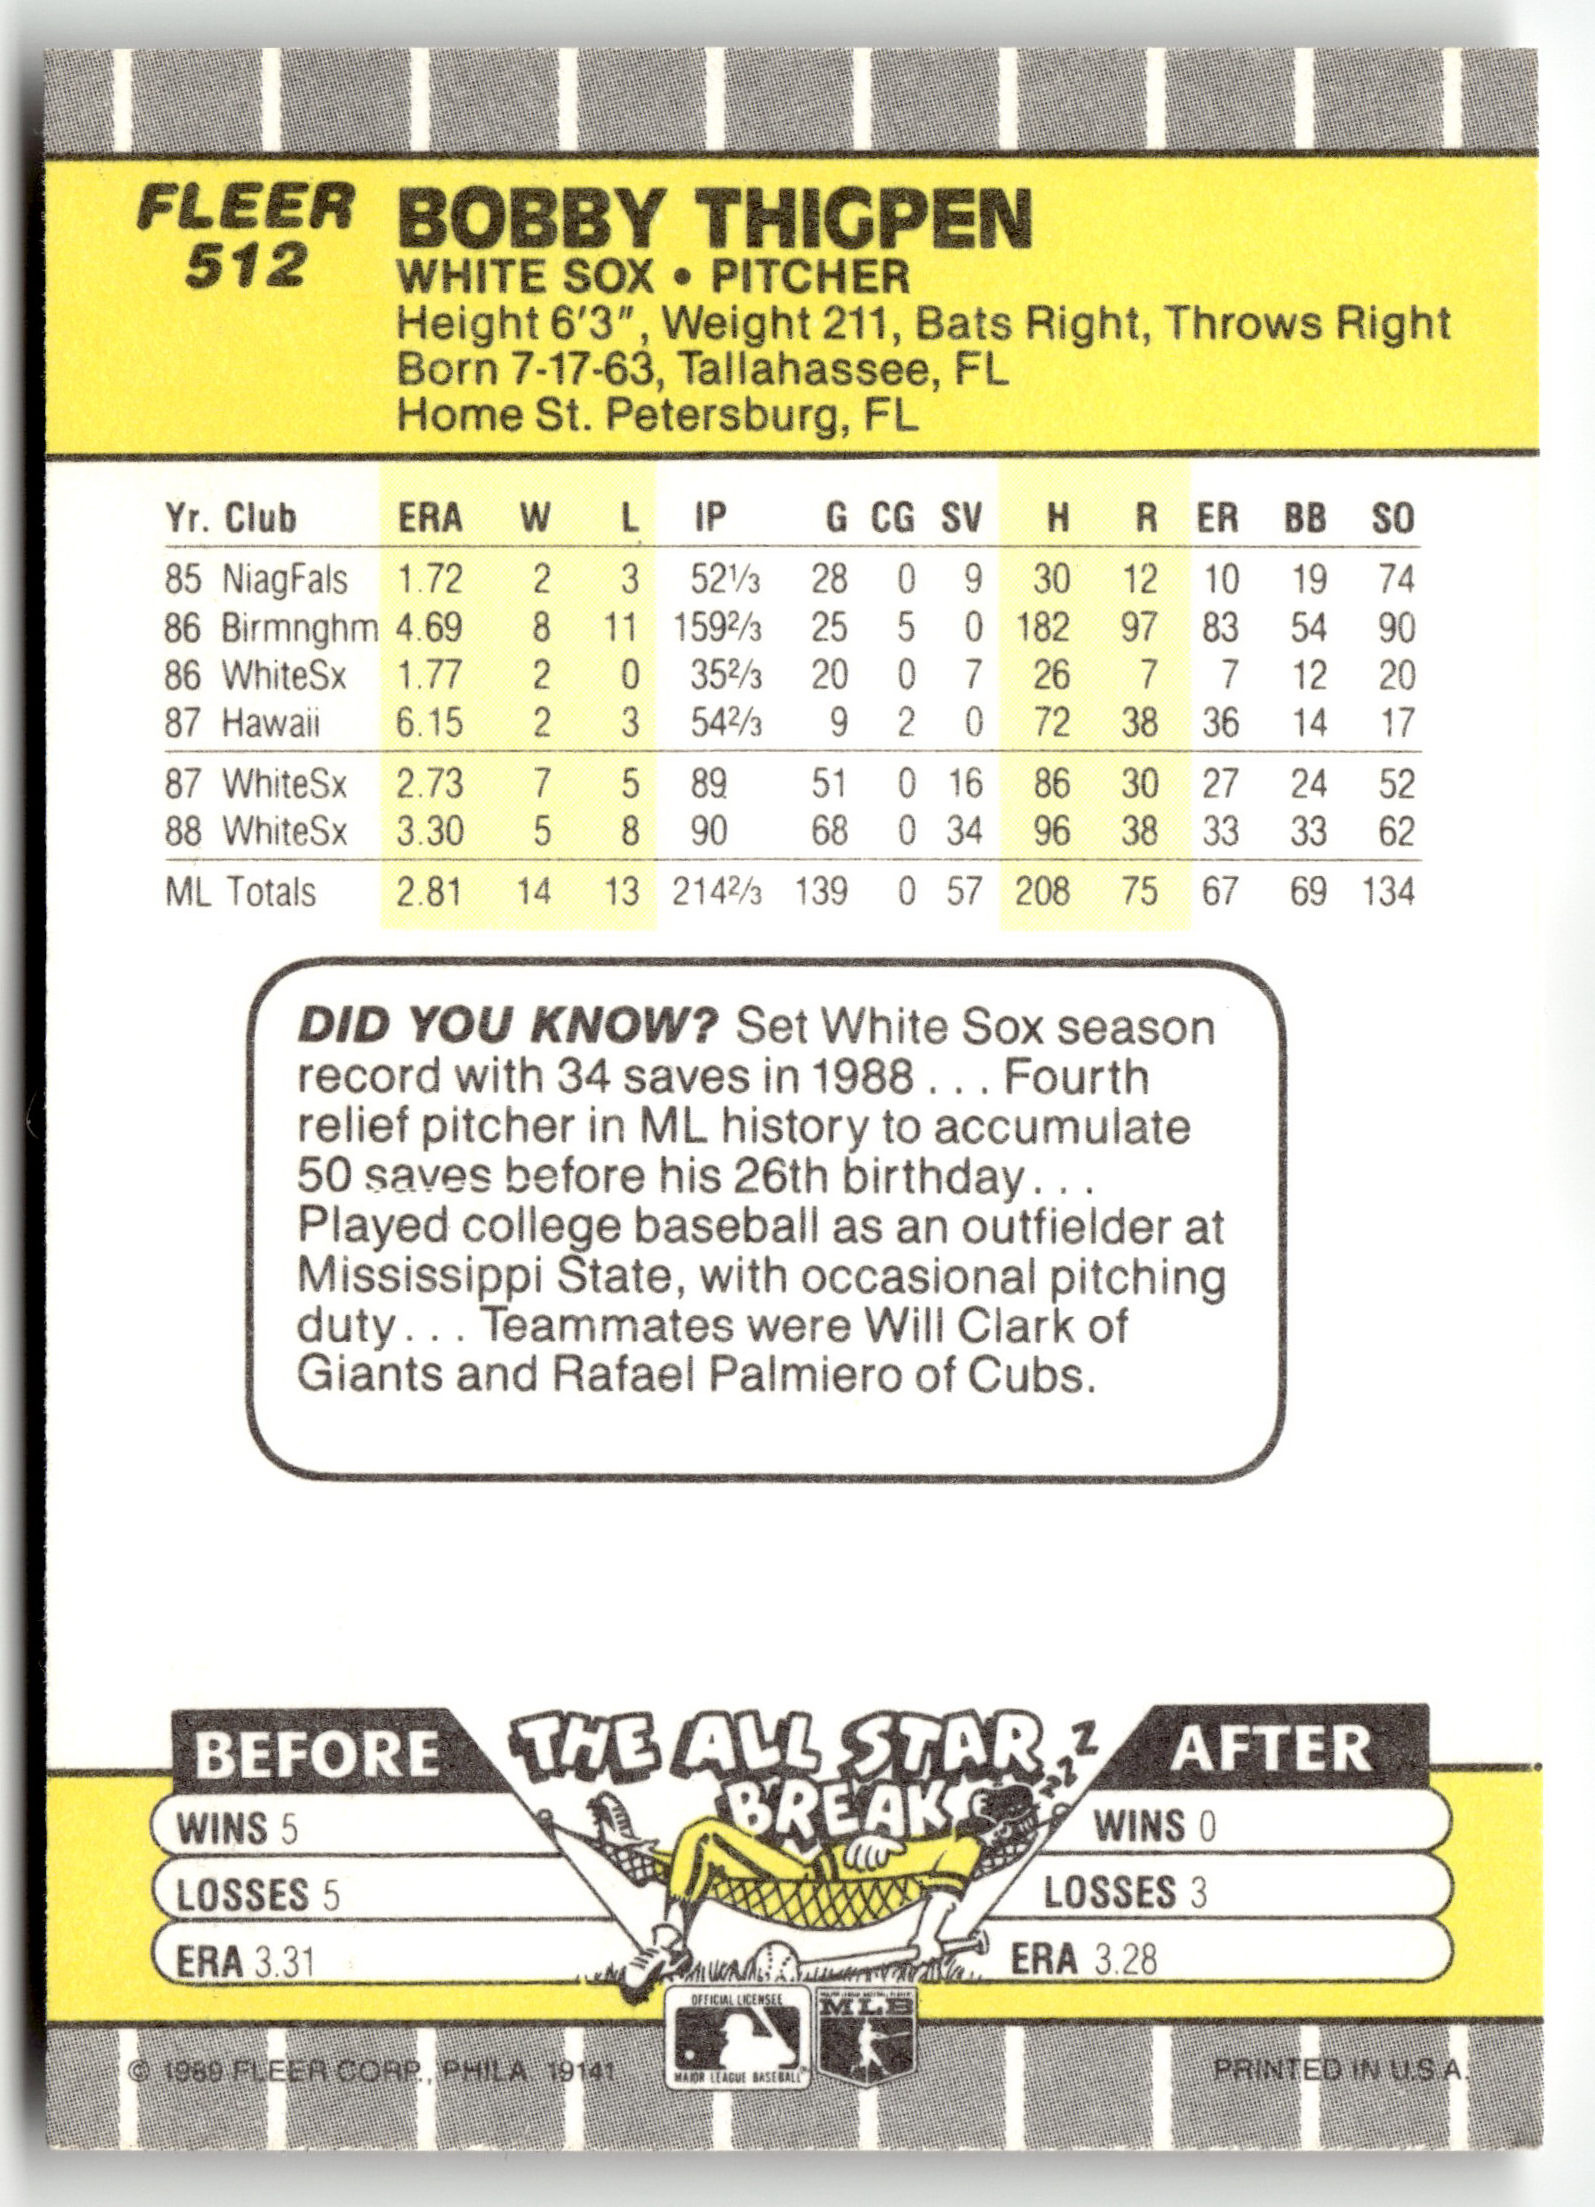 FLEER
512
BOBBY THIGPEN
WHITE SOX • PITCHER
Height 6'3", Weight 211, Bats Right, Throws Right
Born 7-17-63, Tallahassee, FL
Home St. Petersburg, FL
Yr. Club ERA W L IP G CG SV H R ER BB SO
85 NiagFals 1.72 2 3 52⅓ 28 0 9 30 12 10 19 74
86 Birmnghm 4.69 8 11 159⅔ 25 5 0 182 97 83 54 90
86 WhiteSx 1.77 2 0 35⅔ 20 0 7 26 7 7 12 20
87 Hawaii 6.15 2 3 54⅔ 9 2 0 72 38 36 14 17
87 WhiteSx 2.73 7 5 89 51 0 16 86 30 27 24 52
88 WhiteSx 3.30 5 8 90 68 0 34 96 38 33 33 62
ML Totals 2.81 14 13 214⅔ 139 0 57 208 75 67 69 134
DID YOU KNOW? Set White Sox season
record with 34 saves in 1988 . . . Fourth
relief pitcher in ML history to accumulate
50 saves before his 26th birthday . . .
Played college baseball as an outfielder at
Mississippi State, with occasional pitching
duty . . . Teammates were Will Clark of
Giants and Rafael Palmiero of Cubs.
BEFORE THE ALL STAR BREAK ZZZZ AFTER
WINS 5 WINS 0
LOSSES 5 LOSSES 3
ERA 3.31 ERA 3.28
OFFICIAL LICENSEE
MAJOR LEAGUE BASEBALL
MLB
© 1989 FLEER CORP., PHILA. 19141 PRINTED IN U.S.A.